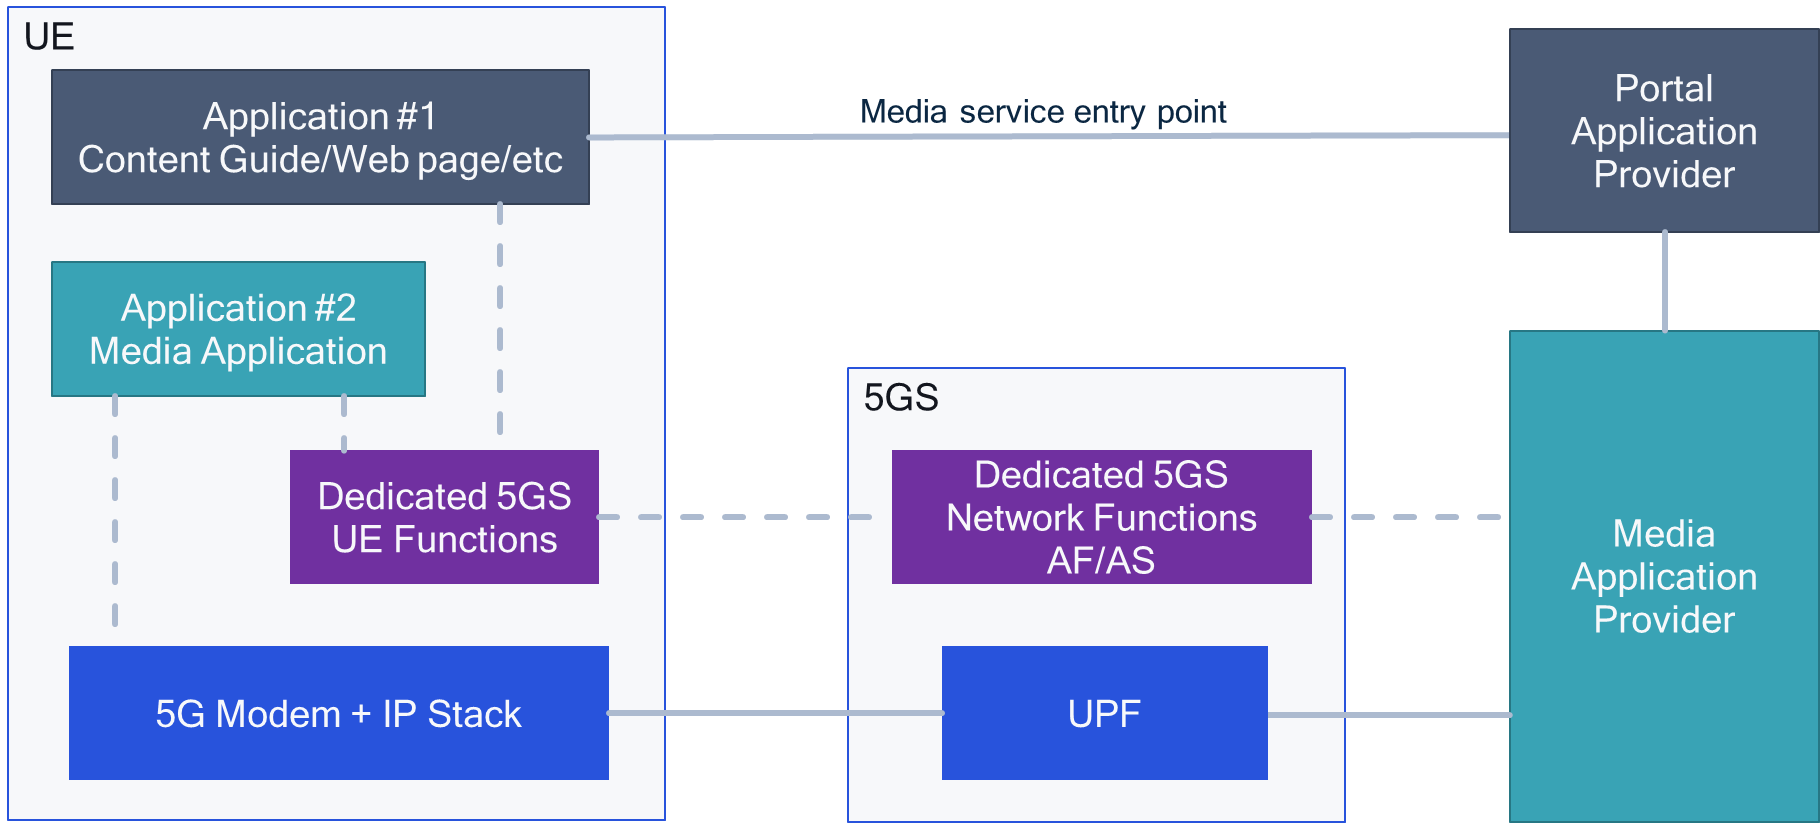 UE
Application #1
Content Guide/Web page/etc
Media service entry point
Portal
Application
Provider
Application #2
Media Application
5GS
Dedicated 5GS
UE Functions
Dedicated 5GS
Network Functions
AF/AS
Media
Application
Provider
5G Modem + IP Stack
UPF